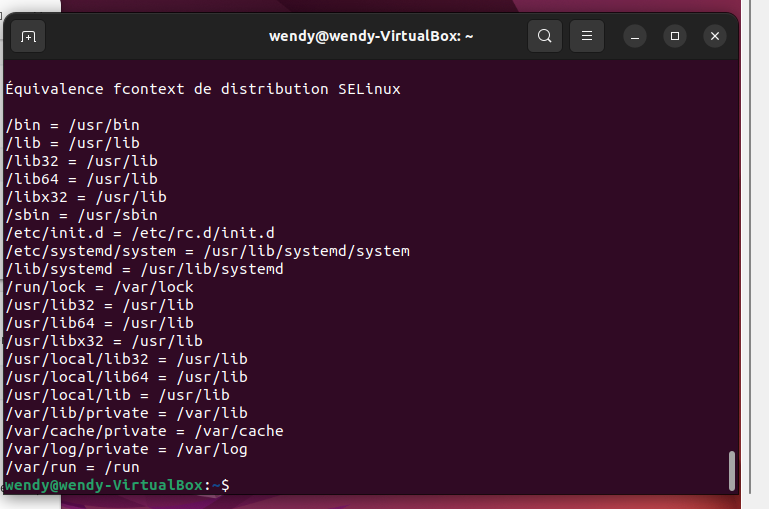 wendy@wendy-VirtualBox: ~
Équivalence fcontext de distribution SELinux
/bin = /usr/bin
/lib = /usr/lib
/lib32 = /usr/lib
/lib64 = /usr/lib
/libx32 = /usr/lib
/sbin = /usr/sbin
/etc/init.d = /etc/rc.d/init.d
/etc/systemd/system = /usr/lib/systemd/system
/lib/systemd = /usr/lib/systemd
/run/lock = /var/lock
/usr/lib32 = /usr/lib
/usr/lib64 = /usr/lib
/usr/libx32 = /usr/lib
/usr/local/lib32 = /usr/lib
/usr/local/lib64 = /usr/lib
/usr/local/lib = /usr/lib
/var/lib/private = /var/lib
/var/cache/private = /var/cache
/var/log/private = /var/log
/var/run = /run
wendy@wendy-VirtualBox:~$